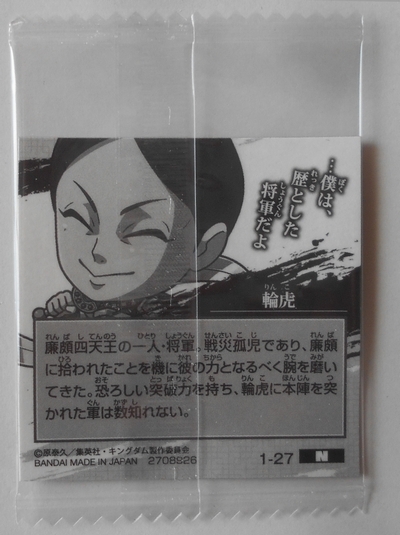 …僕は、
歴とした
将軍だよ
輪虎
廉頗四天王の一人・将軍。戦災孤児であり、廉頗
に拾われたことを機に彼の力となるべく腕を磨い
てきた。恐ろしい突破力を持ち、輪虎に本陣を突
かれた軍は数知れない。
©原泰久／集英社・キングダム製作委員会
BANDAI MADE IN JAPAN 2708826
1-27 N